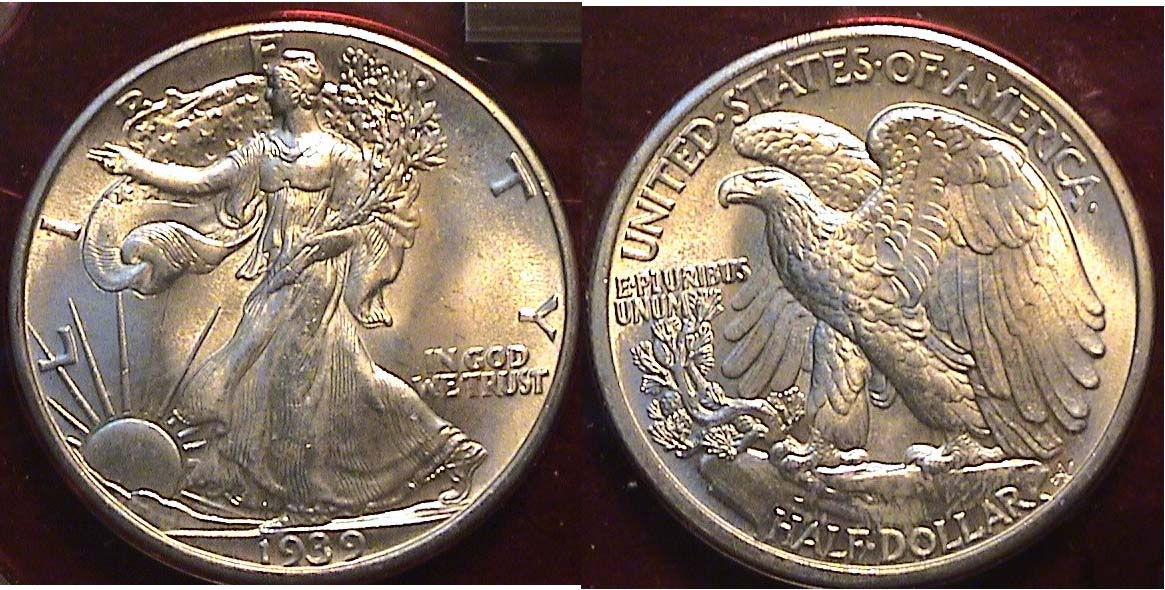 LIBERTY
IN GOD
WE TRUST
1939
UNITED·STATES·OF·AMERICA·
E·PLURIBUS
UNUM
HALF·DOLLAR